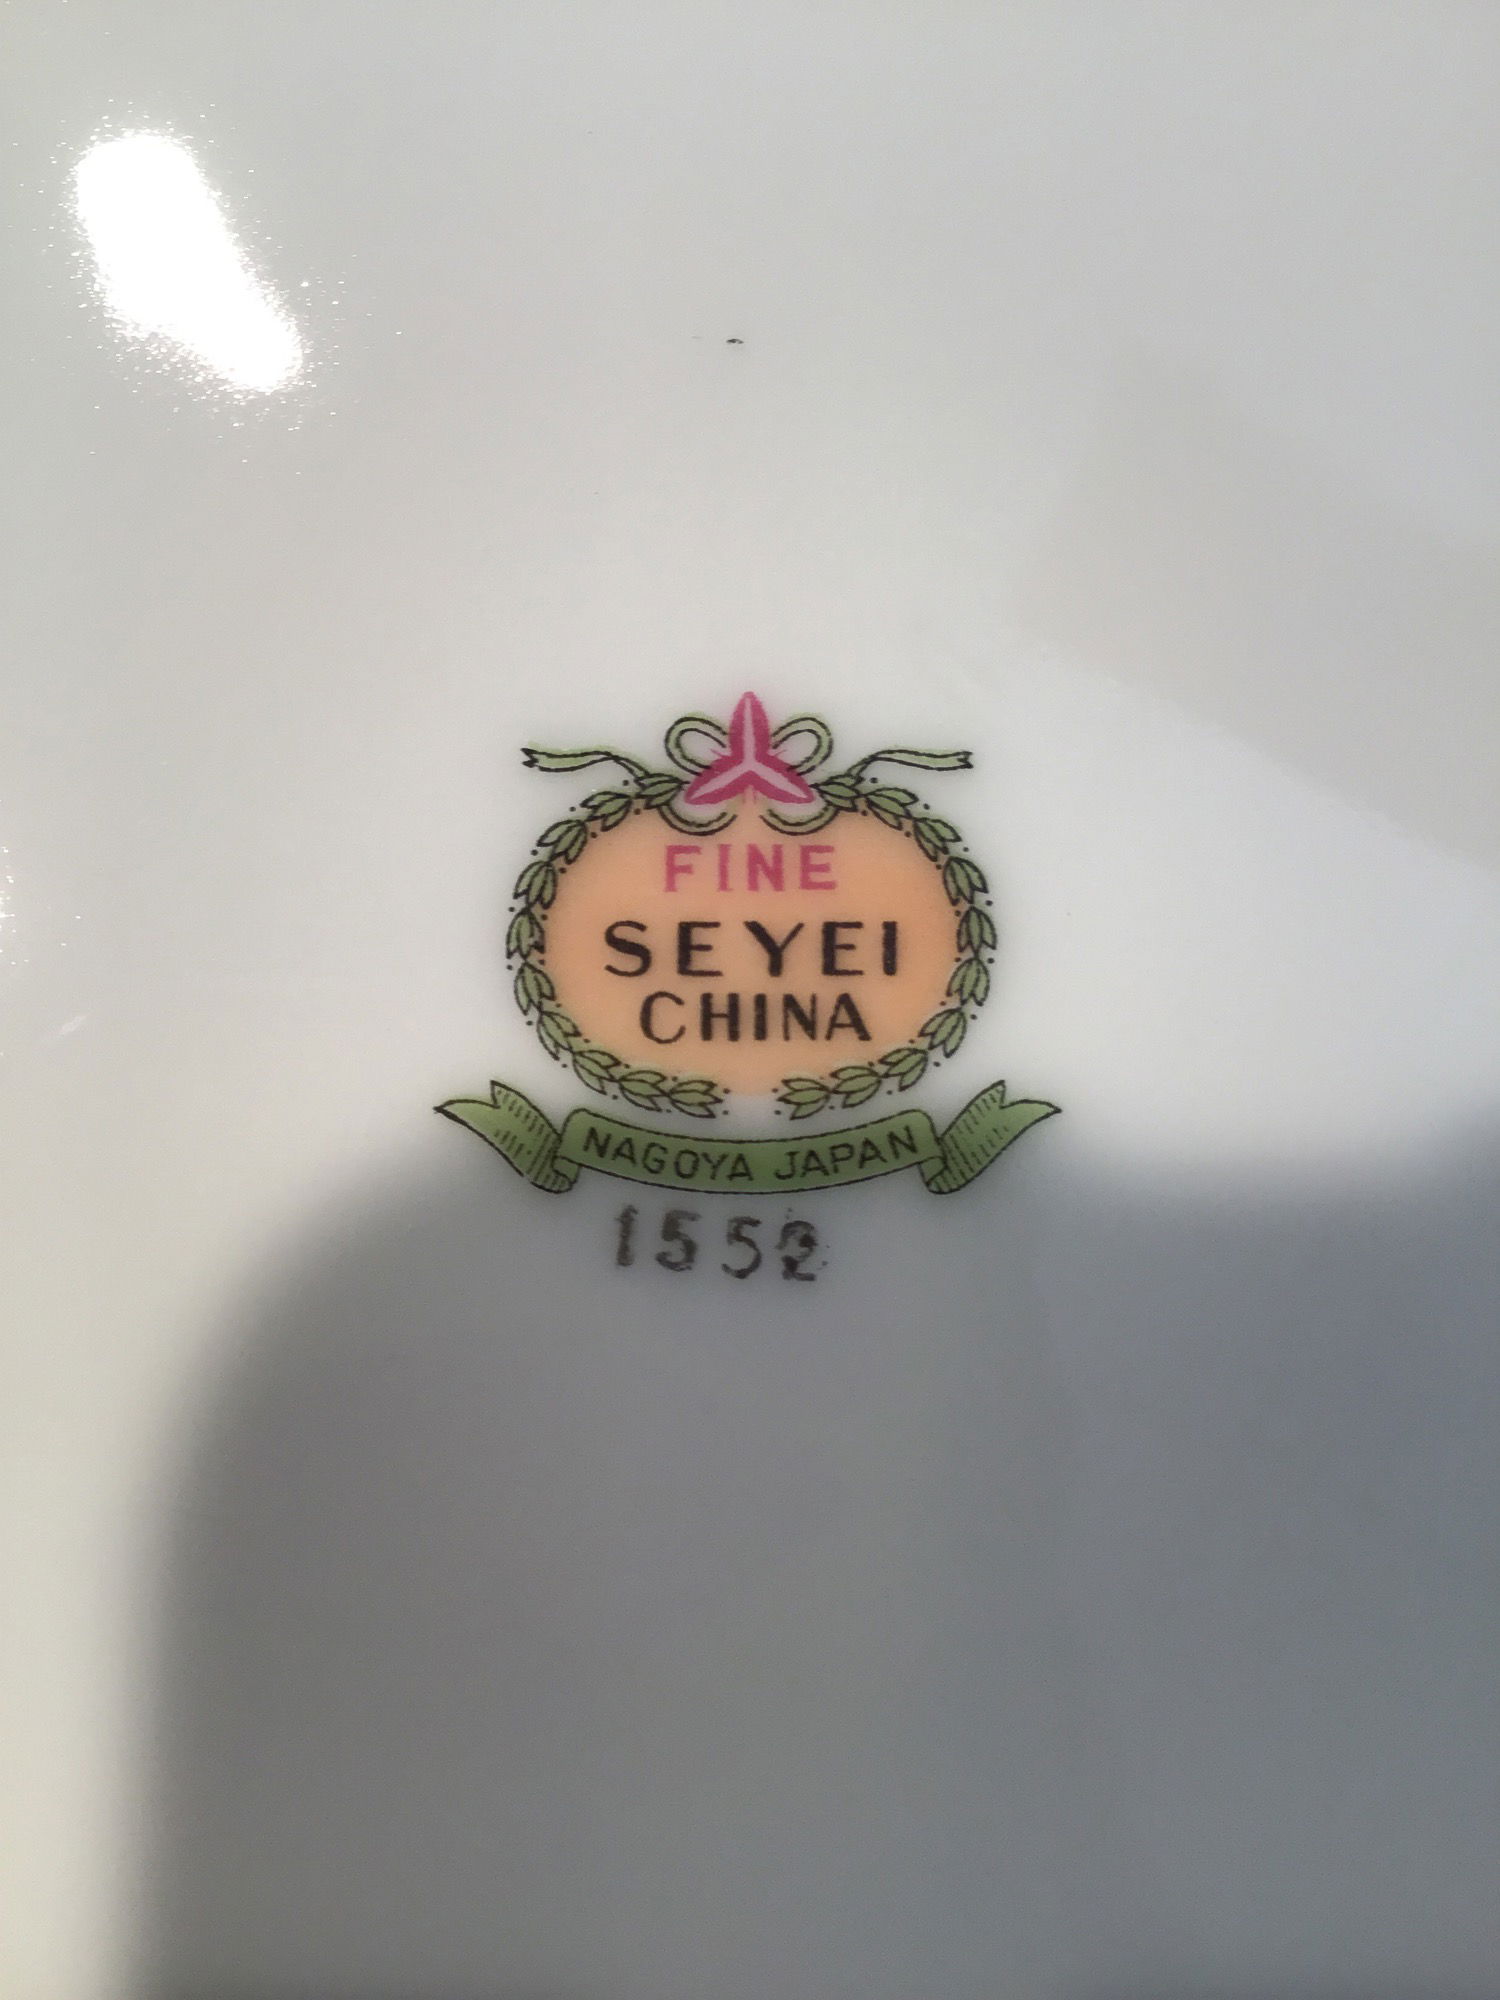 FINE
SEYEI
CHINA
NAGOYA JAPAN
1552